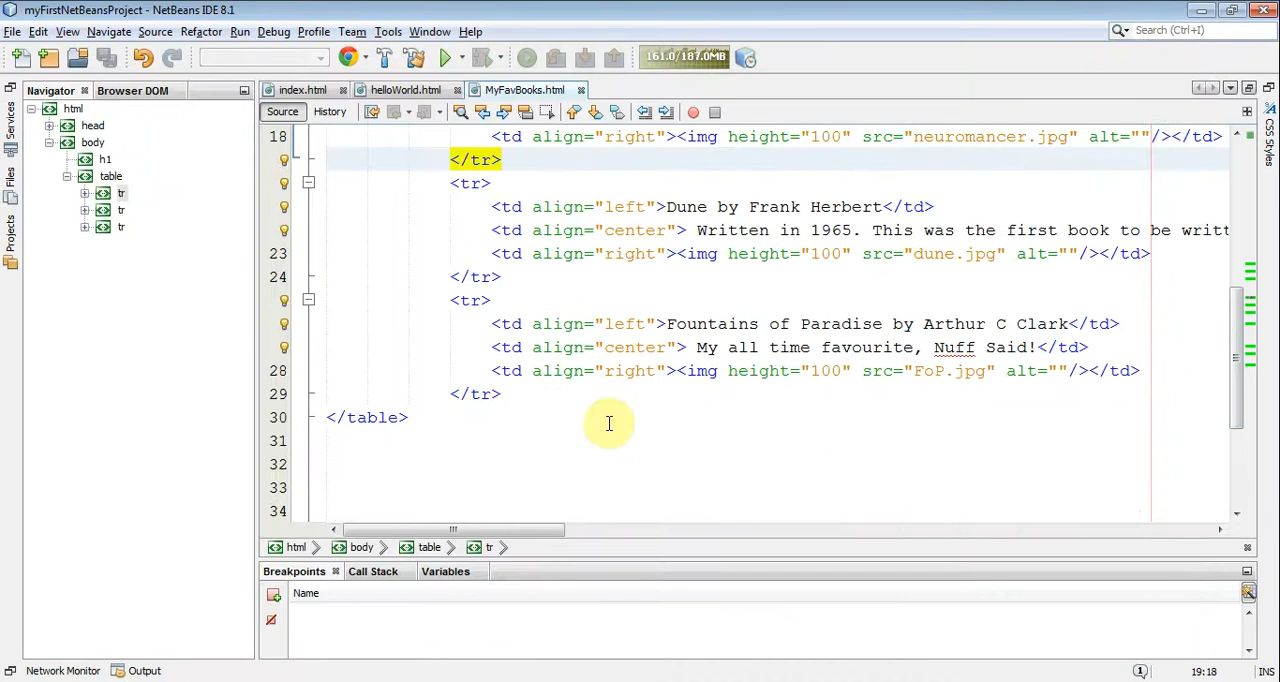 myFirstNetBeansProject - NetBeans IDE 8.1
File Edit View Navigate Source Refactor Run Debug Profile Team Tools Window Help
Search (Ctrl+I)
161.0/187.0MB
Navigator Browser DOM
index.html helloWorld.html MyFavBooks.html
Source History
Services
Files
Projects
CSS Styles
html
head
body
h1
table
tr
tr
tr
18 <td align="right"><img height="100" src="neuromancer.jpg" alt=""/></td>
</tr>
<tr>
<td align="left">Dune by Frank Herbert</td>
<td align="center"> Written in 1965. This was the first book to be writt
23 <td align="right"><img height="100" src="dune.jpg" alt=""/></td>
24 </tr>
<tr>
<td align="left">Fountains of Paradise by Arthur C Clark</td>
<td align="center"> My all time favourite, Nuff Said!</td>
28 <td align="right"><img height="100" src="FoP.jpg" alt=""/></td>
29 </tr>
30 </table>
31
32
33
34
html body table tr
Breakpoints Call Stack Variables
Name
Network Monitor Output
1
19:18
INS